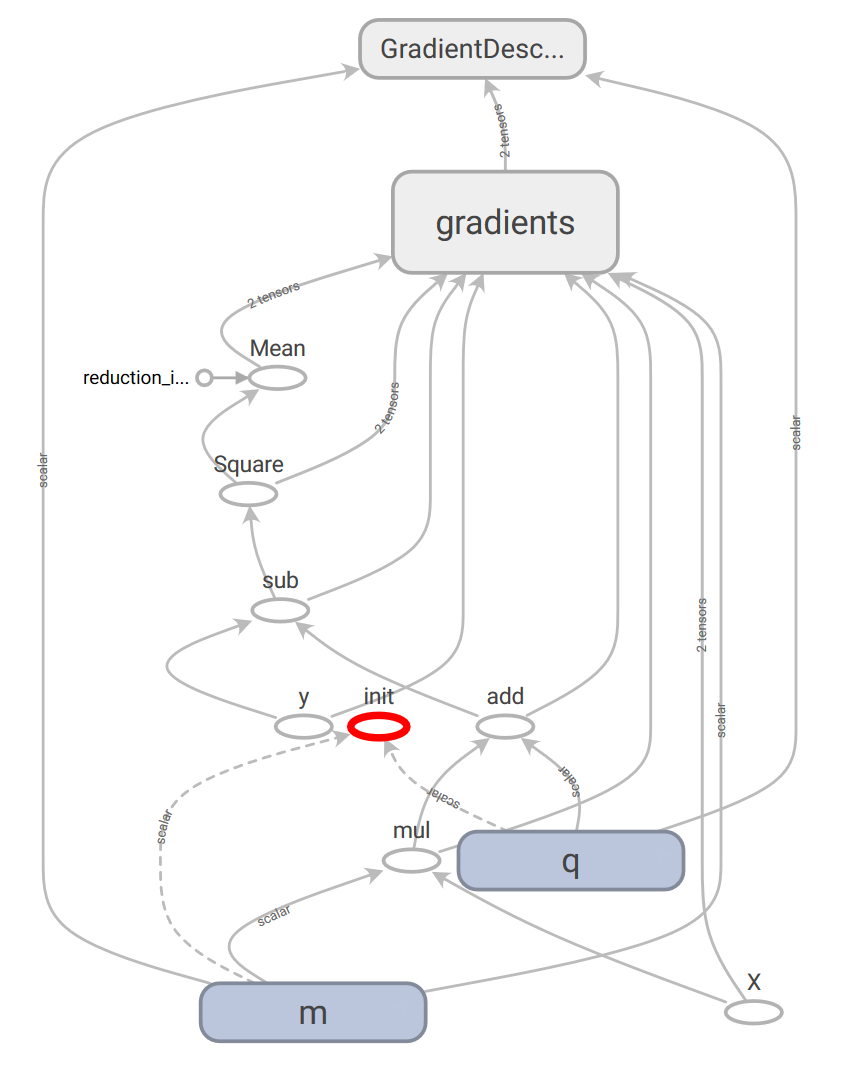 GradientDesc...
2 tensors
gradients
2 tensors
Mean
reduction_i...
2 tensors
scalar
scalar
Square
sub
2 tensors
y
init
add
scalar
scalar
scalar
scalar
mul
q
scalar
X
m